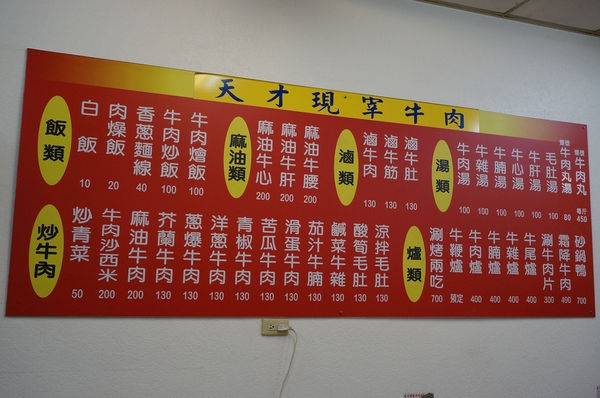 天才現宰牛肉
飯類
白飯 10
肉燥飯 20
香蔥麵線 40
牛肉炒飯 100
牛肉燴飯 100
麻油類
麻油牛心 200
麻油牛肝 200
麻油牛腰 200
滷類
滷牛肉 130
滷牛筋 130
滷牛肚 130
湯類
牛肉湯 100
牛雜湯 100
牛腩湯 100
牛心湯 100
牛肝湯 100
毛肚湯 100
爆漿牛肉丸湯 80
爆漿牛肉丸 每斤 450
炒牛肉
炒青菜 50
牛肉沙西米 200
麻油牛肉 200
芥蘭牛肉 130
蔥爆牛肉 130
洋蔥牛肉 130
青椒牛肉 130
苦瓜牛肉 130
滑蛋牛肉 130
茄汁牛腩 130
鹹菜牛雜 130
酸筍毛肚 130
涼拌毛肚 130
爐類
涮烤兩吃 700
牛鞭爐 預定
牛肉爐 400
牛腩爐 400
牛雜爐 400
牛尾爐 400
涮牛肉片 300
霜降牛肉 490
砂鍋鴨 700